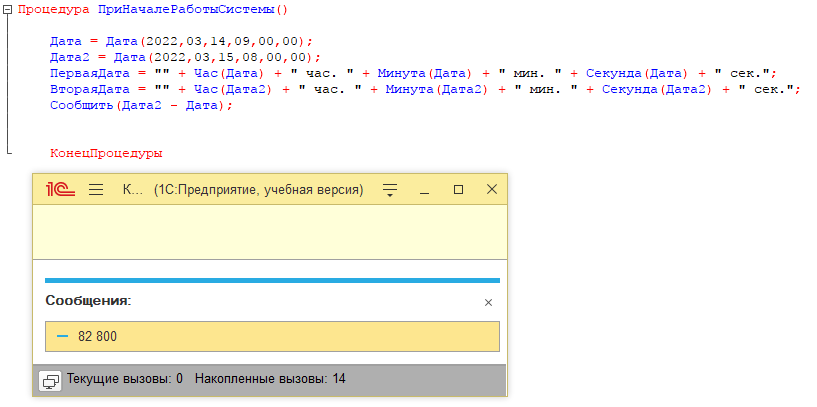 Процедура ПриНачалеРаботыСистемы()
Дата = Дата(2022,03,14,09,00,00);
Дата2 = Дата(2022,03,15,08,00,00);
ПерваяДата = "" + Час(Дата) + " час. " + Минута(Дата) + " мин. " + Секунда(Дата) + " сек.";
ВтораяДата = "" + Час(Дата2) + " час. " + Минута(Дата2) + " мин. " + Секунда(Дата2) + " сек.";
Сообщить(Дата2 - Дата);
КонецПроцедуры
1С К... (1С:Предприятие, учебная версия)
Сообщения:
82 800
Текущие вызовы: 0 Накопленные вызовы: 14